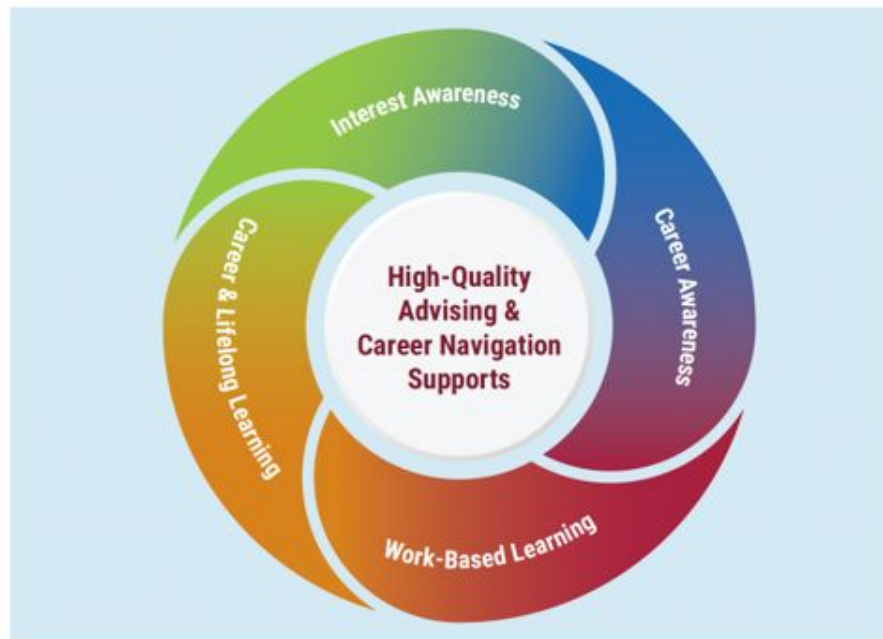 Interest Awareness
Career Awareness
High-Quality
Advising &
Career Navigation
Supports
Career & Lifelong Learning
Work-Based Learning